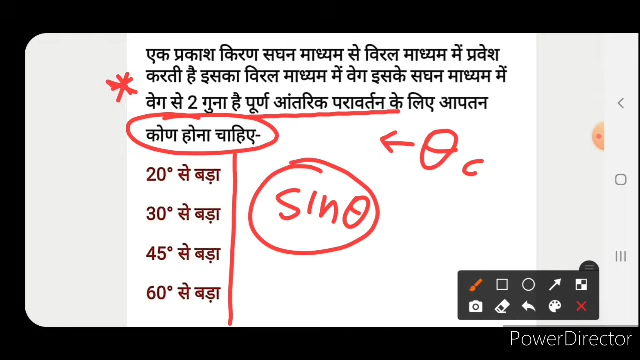 एक प्रकाश किरण सघन माध्यम से विरल माध्यम में प्रवेश
करती है इसका विरल माध्यम में वेग इसके सघन माध्यम में
* वेग से 2 गुना है पूर्ण आंतरिक परावर्तन के लिए आपतन
कोण होना चाहिए-
← θc
20° से बड़ा
30° से बड़ा
sinθ
45° से बड़ा
60° से बड़ा
PowerDirector